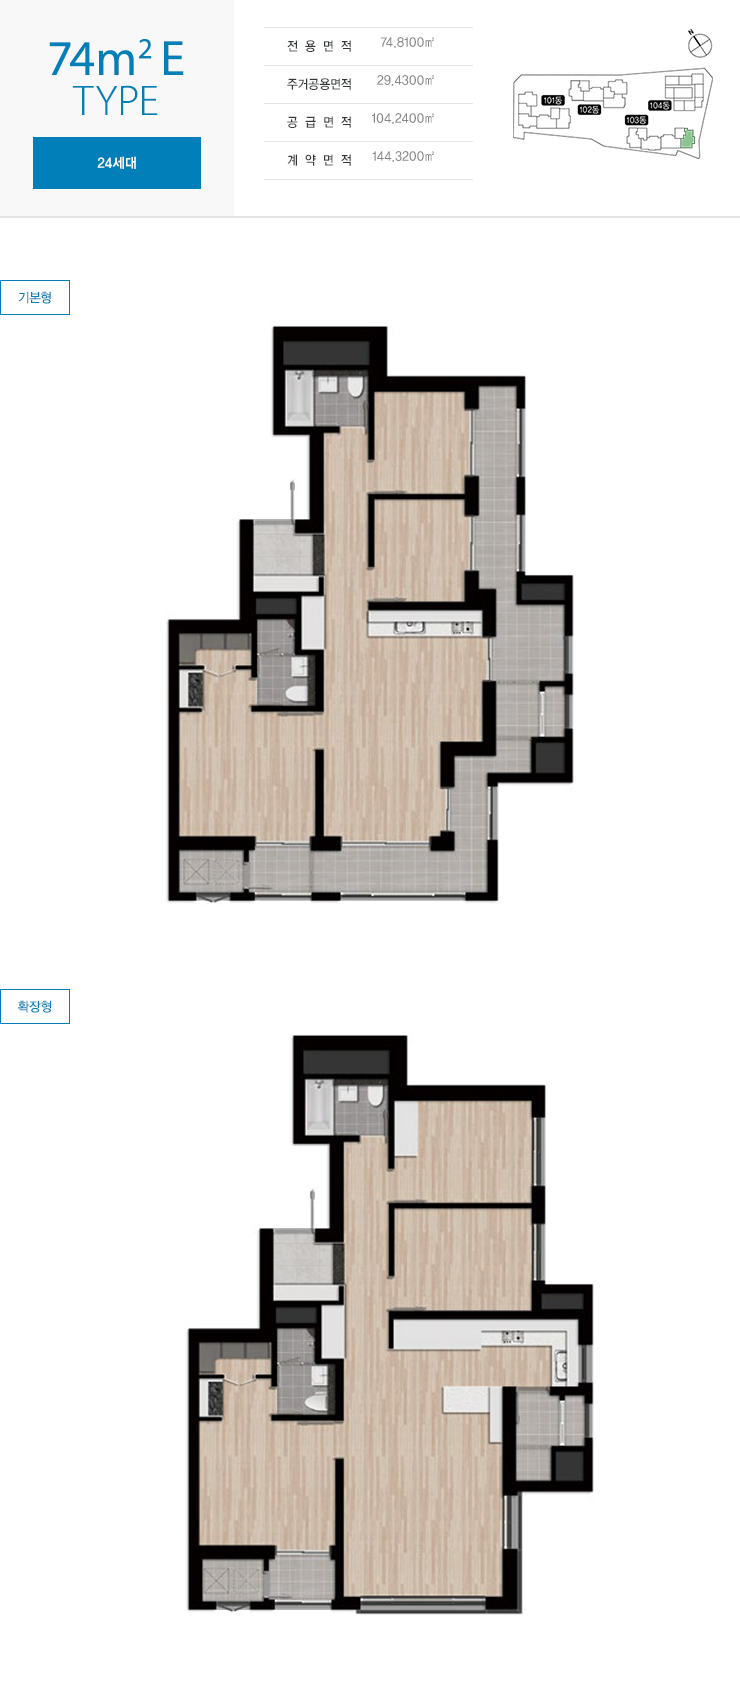 74m² E
TYPE
24세대
전 용 면 적 74.8100㎡
주거공용면적 29.4300㎡
공 급 면 적 104.2400㎡
계 약 면 적 144.3200㎡
N
101동
102동
103동
104동
기본형
확장형